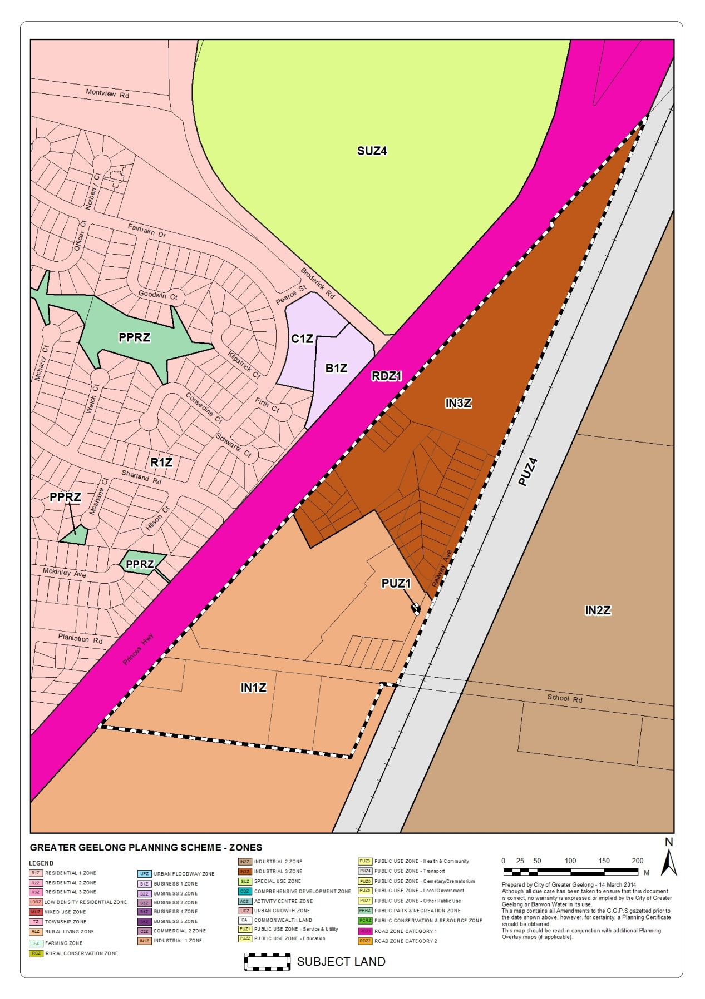 Montview Rd
SUZ4
Norberry Ct
Officer Ct
Fairbairn Dr
Broderick Rd
Pearce St
Goodwin Ct
PPRZ
C1Z
Mcharry Ct
Kilpatrick Ct
B1Z
RDZ1
Welch Ct
Consedine Ct
Firth Ct
IN3Z
Schwartz Ct
R1Z
Sharland Rd
PUZ4
PPRZ
Mcshane Ct
Hilson Ct
PPRZ
Mckinley Ave
Railway Ave
PUZ1
IN2Z
Plantation Rd
Princes Hwy
IN1Z
School Rd
GREATER GEELONG PLANNING SCHEME - ZONES
LEGEND
R1Z RESIDENTIAL 1 ZONE
R2Z RESIDENTIAL 2 ZONE
R3Z RESIDENTIAL 3 ZONE
LDRZ LOW DENSITY RESIDENTIAL ZONE
MUZ MIXED USE ZONE
TZ TOWNSHIP ZONE
RLZ RURAL LIVING ZONE
FZ FARMING ZONE
RCZ RURAL CONSERVATION ZONE
UFZ URBAN FLOODWAY ZONE
B1Z BUSINESS 1 ZONE
B2Z BUSINESS 2 ZONE
B3Z BUSINESS 3 ZONE
B4Z BUSINESS 4 ZONE
B5Z BUSINESS 5 ZONE
C2Z COMMERCIAL 2 ZONE
IN1Z INDUSTRIAL 1 ZONE
IN2Z INDUSTRIAL 2 ZONE
IN3Z INDUSTRIAL 3 ZONE
SUZ SPECIAL USE ZONE
CDZ COMPREHENSIVE DEVELOPMENT ZONE
ACZ ACTIVITY CENTRE ZONE
UGZ URBAN GROWTH ZONE
CA COMMONWEALTH LAND
PUZ1 PUBLIC USE ZONE - Service & Utility
PUZ2 PUBLIC USE ZONE - Education
PUZ3 PUBLIC USE ZONE - Health & Community
PUZ4 PUBLIC USE ZONE - Transport
PUZ5 PUBLIC USE ZONE - Cemetary/Crematorium
PUZ6 PUBLIC USE ZONE - Local Government
PUZ7 PUBLIC USE ZONE - Other Public Use
PPRZ PUBLIC PARK & RECREATION ZONE
PCRZ PUBLIC CONSERVATION & RESOURCE ZONE
RDZ1 ROAD ZONE CATEGORY 1
RDZ2 ROAD ZONE CATEGORY 2
SUBJECT LAND
N
0 25 50 100 150 200
M
Prepared by City of Greater Geelong - 14 March 2014
Although all due care has been taken to ensure that this document
is correct, no warranty is expressed or implied by the City of Greater
Geelong or Barwon Water in its use.
This map contains all Amendments to the G.G.P.S gazetted prior to
the date shown above, however, for certainty, a Planning Certificate
should be obtained.
This map should be read in conjunction with additional Planning
Overlay maps (if applicable).